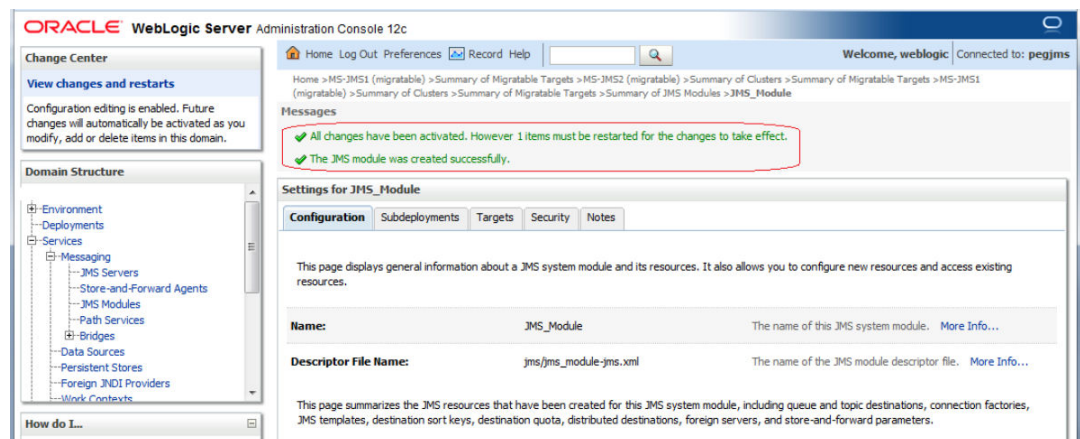 ORACLE WebLogic Server Administration Console 12c
Change Center
View changes and restarts
Configuration editing is enabled. Future
changes will automatically be activated as you
modify, add or delete items in this domain.
Domain Structure
Environment
Deployments
Services
Messaging
JMS Servers
Store-and-Forward Agents
JMS Modules
Path Services
Bridges
Data Sources
Persistent Stores
Foreign JNDI Providers
Work Contexts
How do I...
Home Log Out Preferences Record Help
Welcome, weblogic Connected to: pegjms
Home >MS-JMS1 (migratable) >Summary of Migratable Targets >MS-JMS2 (migratable) >Summary of Clusters >Summary of Migratable Targets >MS-JMS1
(migratable) >Summary of Clusters >Summary of Migratable Targets >Summary of JMS Modules >JMS_Module
Messages
All changes have been activated. However 1 items must be restarted for the changes to take effect.
The JMS module was created successfully.
Settings for JMS_Module
Configuration Subdeployments Targets Security Notes
This page displays general information about a JMS system module and its resources. It also allows you to configure new resources and access existing
resources.
Name: JMS_Module The name of this JMS system module. More Info...
Descriptor File Name: jms/jms_module-jms.xml The name of the JMS module descriptor file. More Info...
This page summarizes the JMS resources that have been created for this JMS system module, including queue and topic destinations, connection factories,
JMS templates, destination sort keys, destination quota, distributed destinations, foreign servers, and store-and-forward parameters.